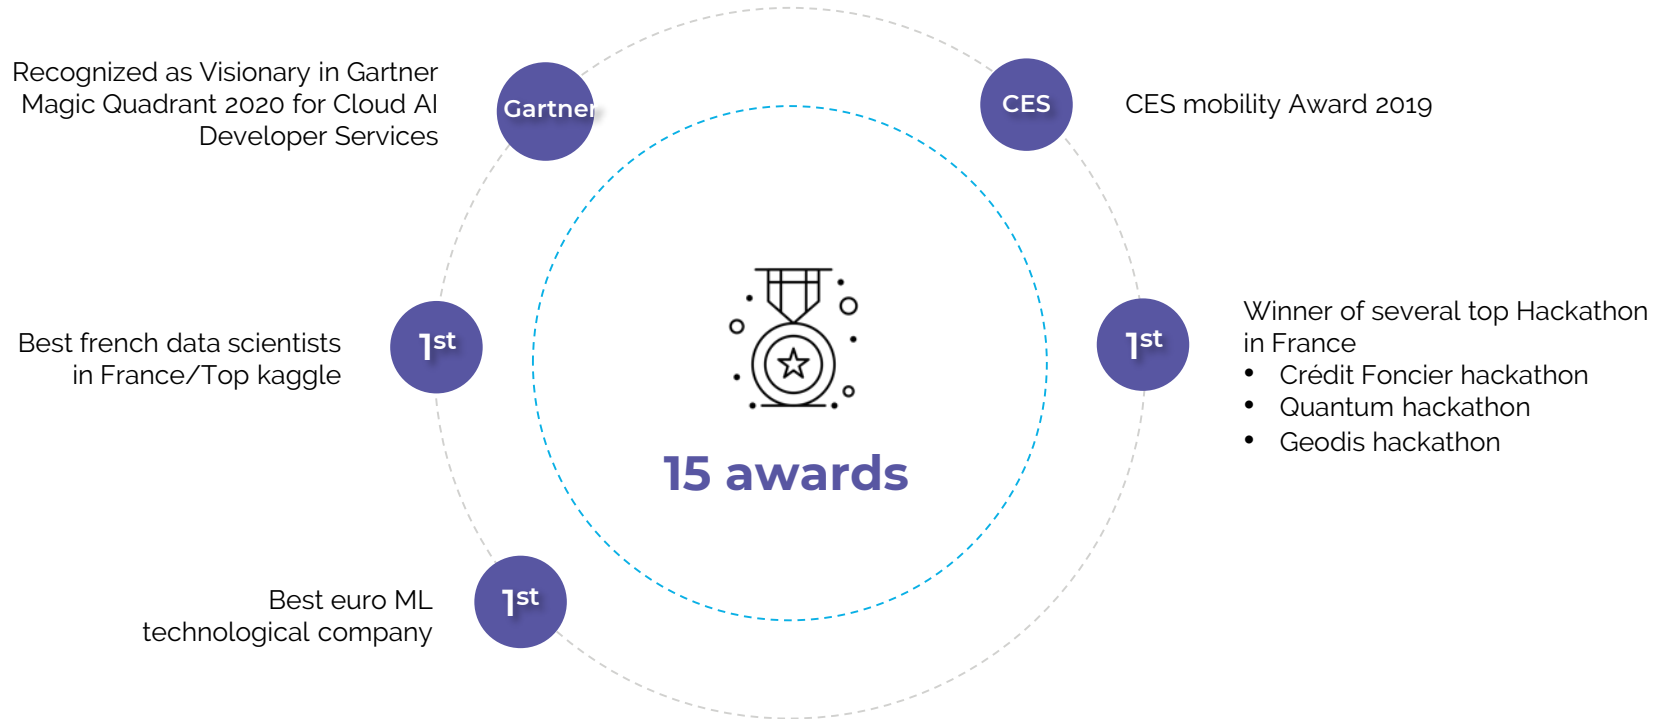 Recognized as Visionary in Gartner
Magic Quadrant 2020 for Cloud AI
Developer Services
Gartner
CES
CES mobility Award 2019
Best french data scientists
in France/Top kaggle
1st
15 awards
1st
Winner of several top Hackathon
in France
• Crédit Foncier hackathon
• Quantum hackathon
• Geodis hackathon
Best euro ML
technological company
1st